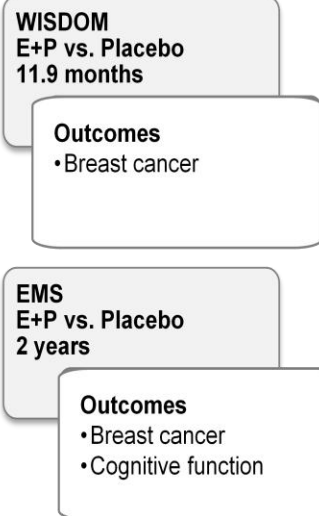 WISDOM
E+P vs. Placebo
11.9 months
Outcomes
•Breast cancer
EMS
E+P vs. Placebo
2 years
Outcomes
•Breast cancer
•Cognitive function